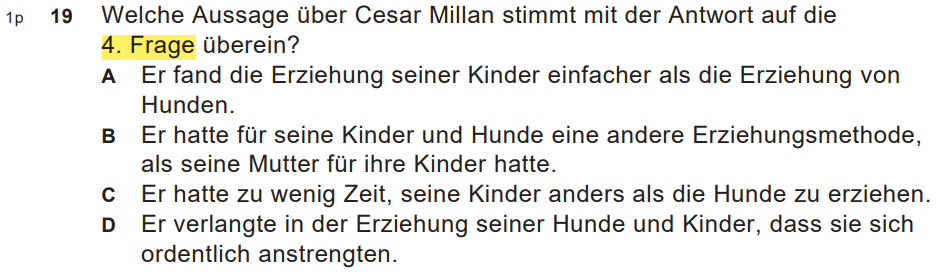 1p 19 Welche Aussage über Cesar Millan stimmt mit der Antwort auf die
4. Frage überein?
A Er fand die Erziehung seiner Kinder einfacher als die Erziehung von
Hunden.
B Er hatte für seine Kinder und Hunde eine andere Erziehungsmethode,
als seine Mutter für ihre Kinder hatte.
C Er hatte zu wenig Zeit, seine Kinder anders als die Hunde zu erziehen.
D Er verlangte in der Erziehung seiner Hunde und Kinder, dass sie sich
ordentlich anstrengten.